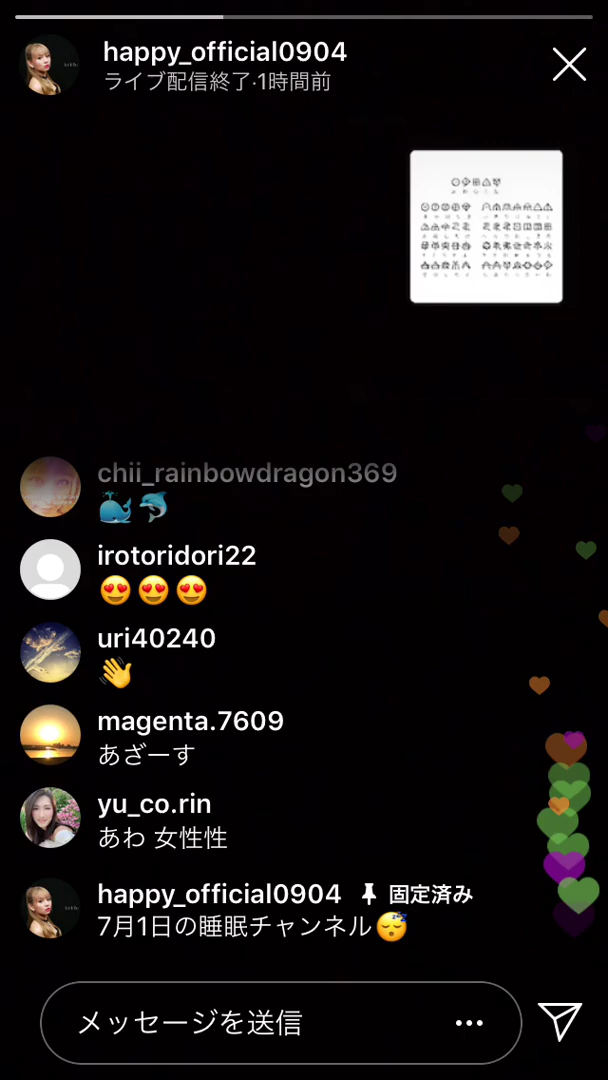 happy_official0904
ライブ配信終了·1時間前
chii_rainbowdragon369
🐳🐬
irotoridori22
😍😍😍
uri40240
👋
magenta.7609
あざーす
yu_co.rin
あわ 女性性
happy_official0904 📌 固定済み
7月1日の睡眠チャンネル😴
メッセージを送信